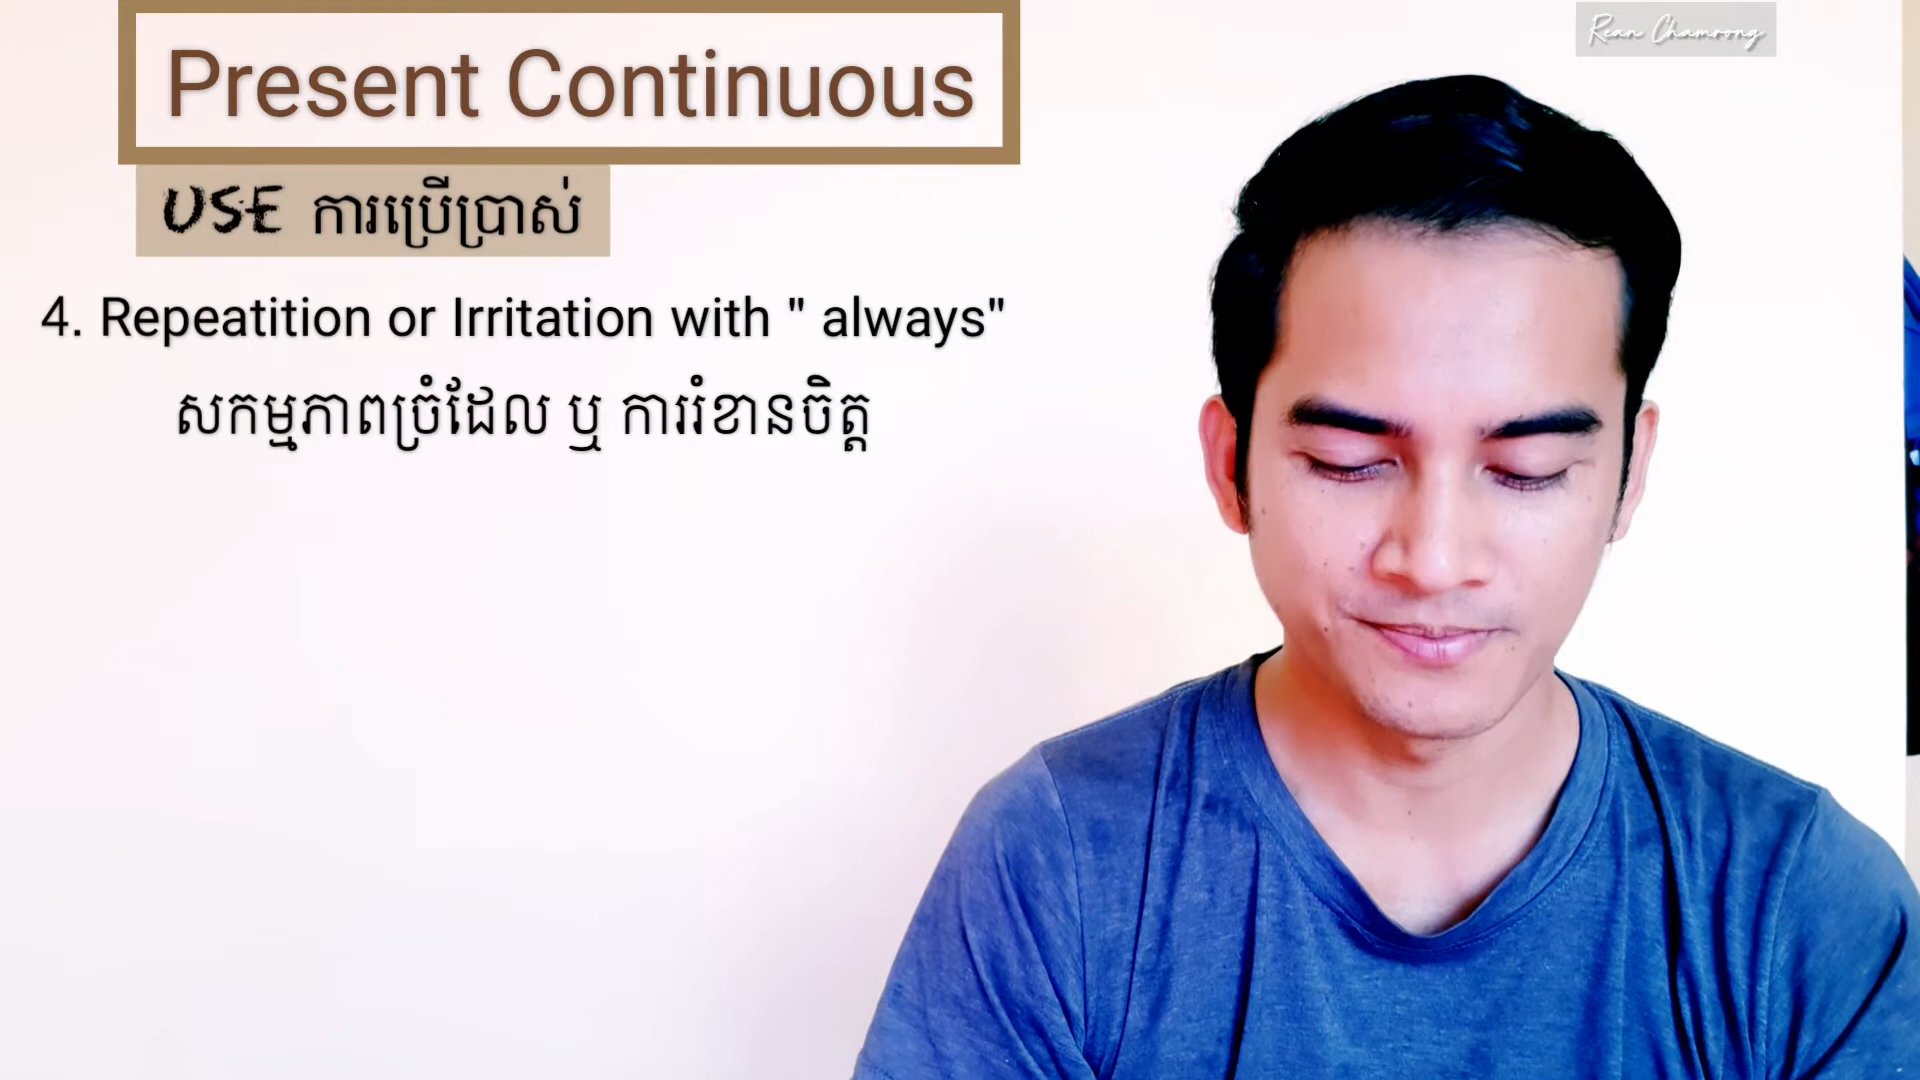 Rean Chamrong
Present Continuous
USE ការប្រើប្រាស់
4. Repeatition or Irritation with " always"
សកម្មភាពច្រំដែល ឬ ការរំខានចិត្ត